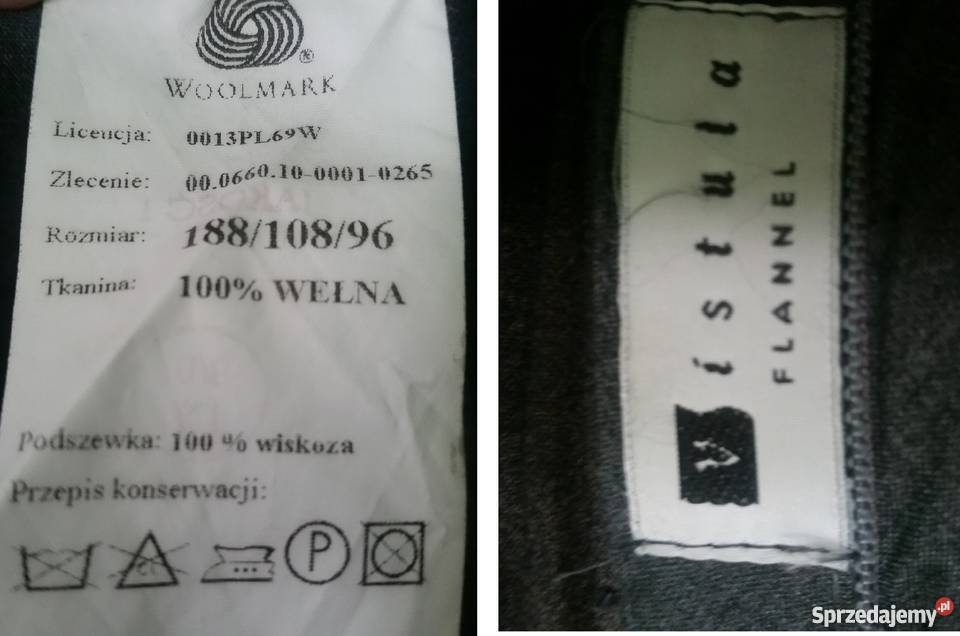 WOOLMARK
Licencja: 0013PL69W
Zlecenie: 00.0660.10-0001-0265
Rozmiar: 188/108/96
Tkanina: 100% WEŁNA
Podszewka: 100 % wiskoza
Przepis konserwacji:
P
V istula
FLANNEL
Sprzedajemy.pl